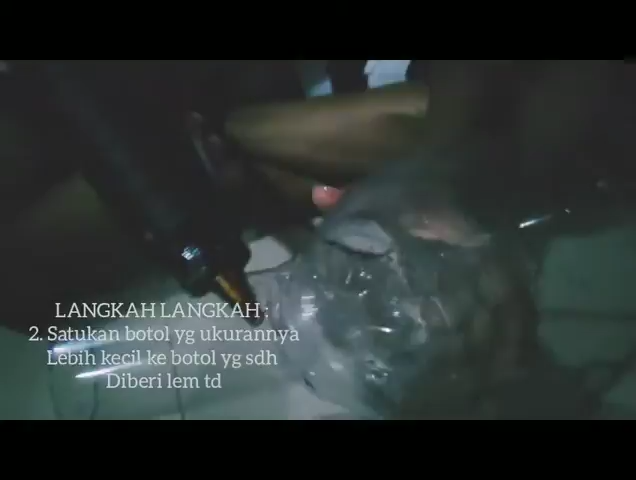 LANGKAH LANGKAH :
2. Satukan botol yg ukurannya
Lebih kecil ke botol yg sdh
Diberi lem td